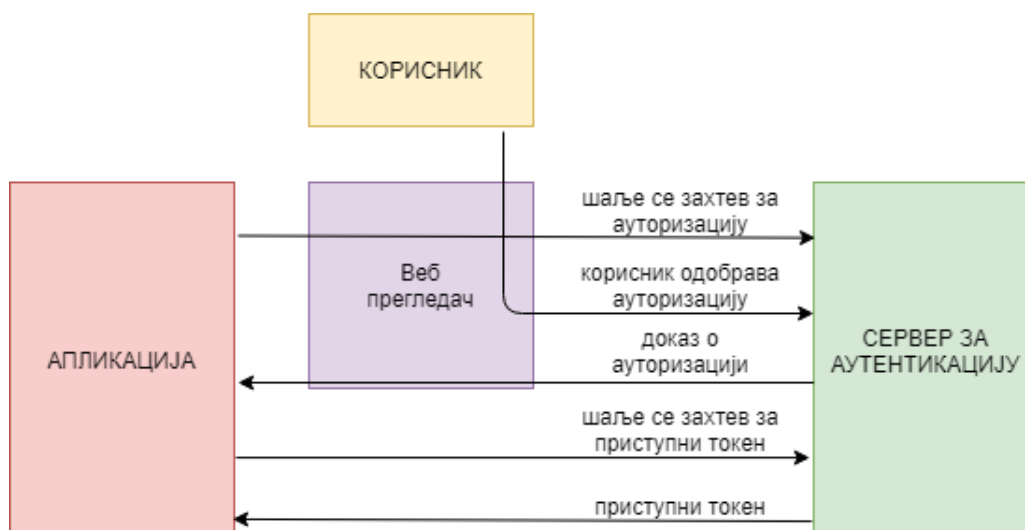 КОРИСНИК
шаље се захтев за
ауторизацију
Веб
прегледач
корисник одобрава
ауторизацију
АПЛИКАЦИЈА
доказ о
ауторизацији
СЕРВЕР ЗА
АУТЕНТИКАЦИЈУ
шаље се захтев за
приступни токен
приступни токен